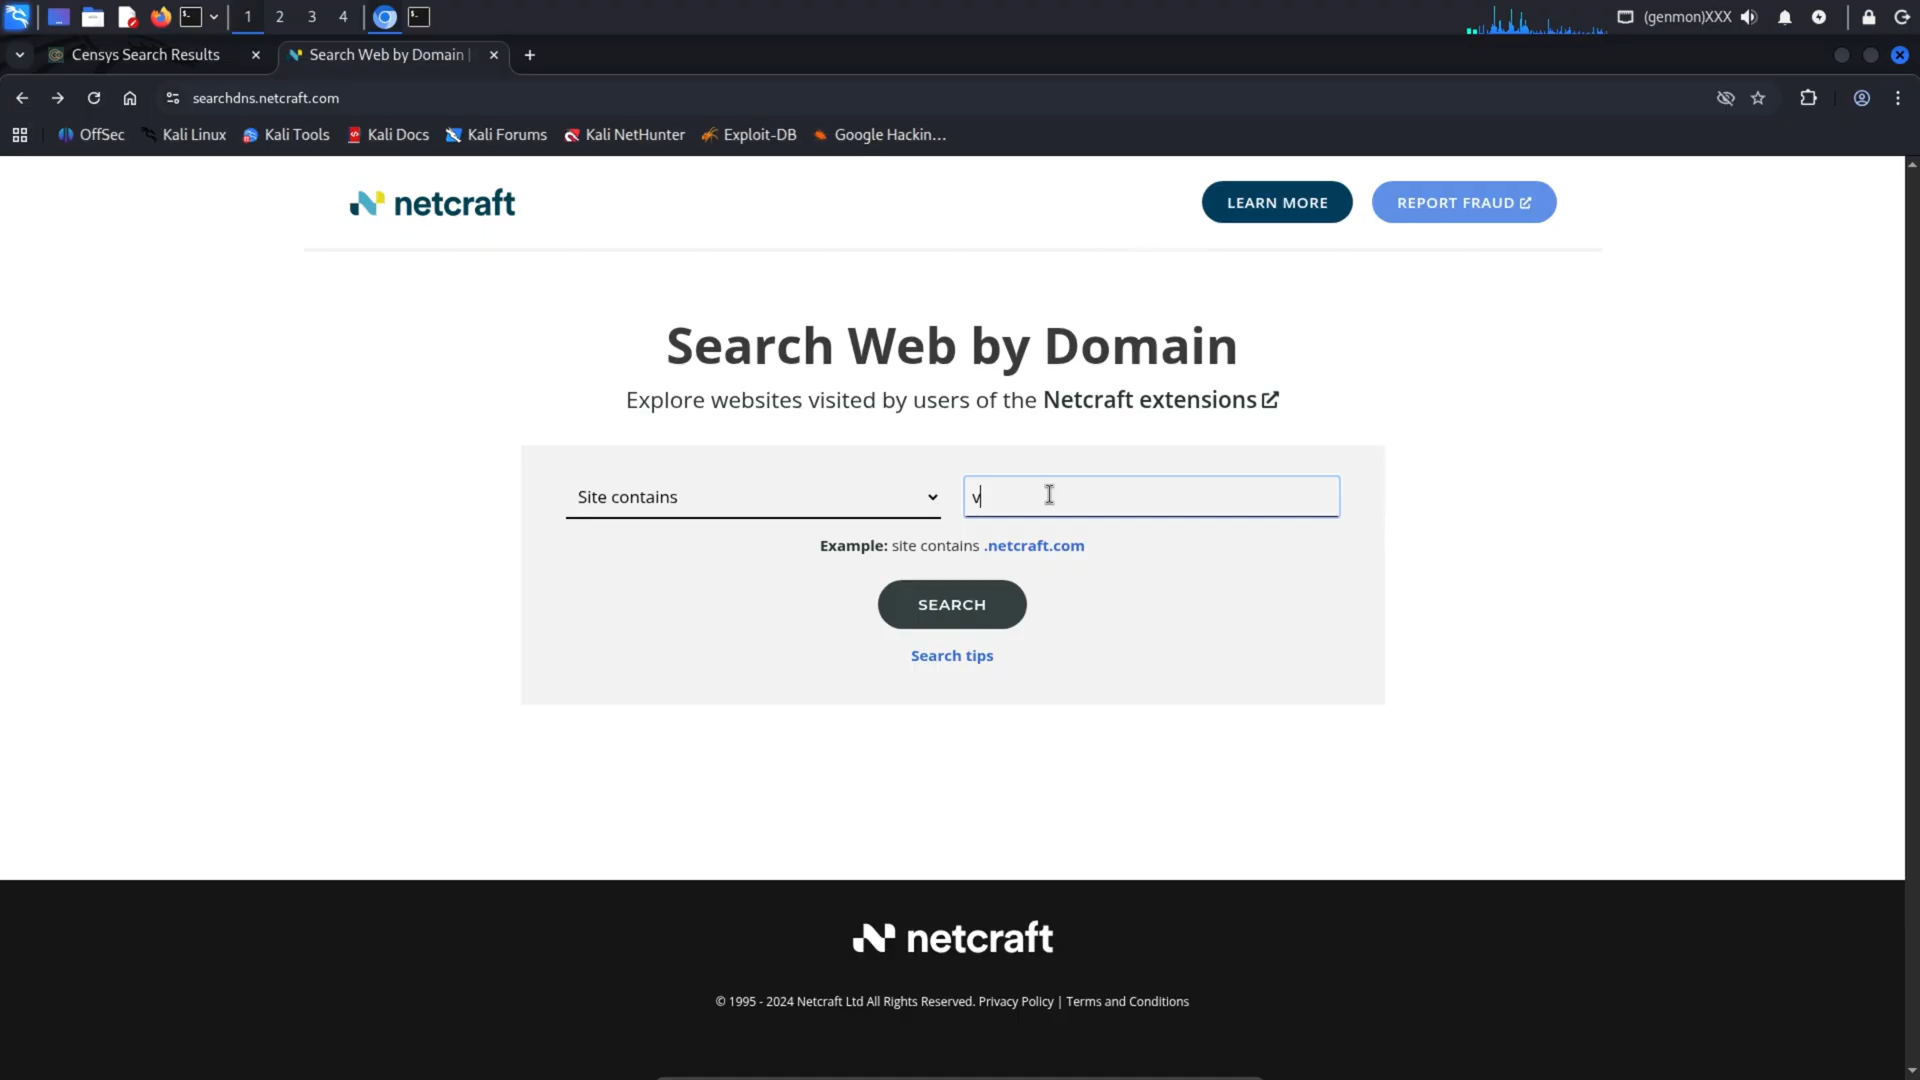 1 2 3 4 (genmon)XXX
Censys Search Results Search Web by Domain |
searchdns.netcraft.com
OffSec Kali Linux Kali Tools Kali Docs Kali Forums Kali NetHunter Exploit-DB Google Hackin...
netcraft LEARN MORE REPORT FRAUD
Search Web by Domain
Explore websites visited by users of the Netcraft extensions
Site contains v
Example: site contains .netcraft.com
SEARCH
Search tips
netcraft
© 1995 - 2024 Netcraft Ltd All Rights Reserved. Privacy Policy | Terms and Conditions